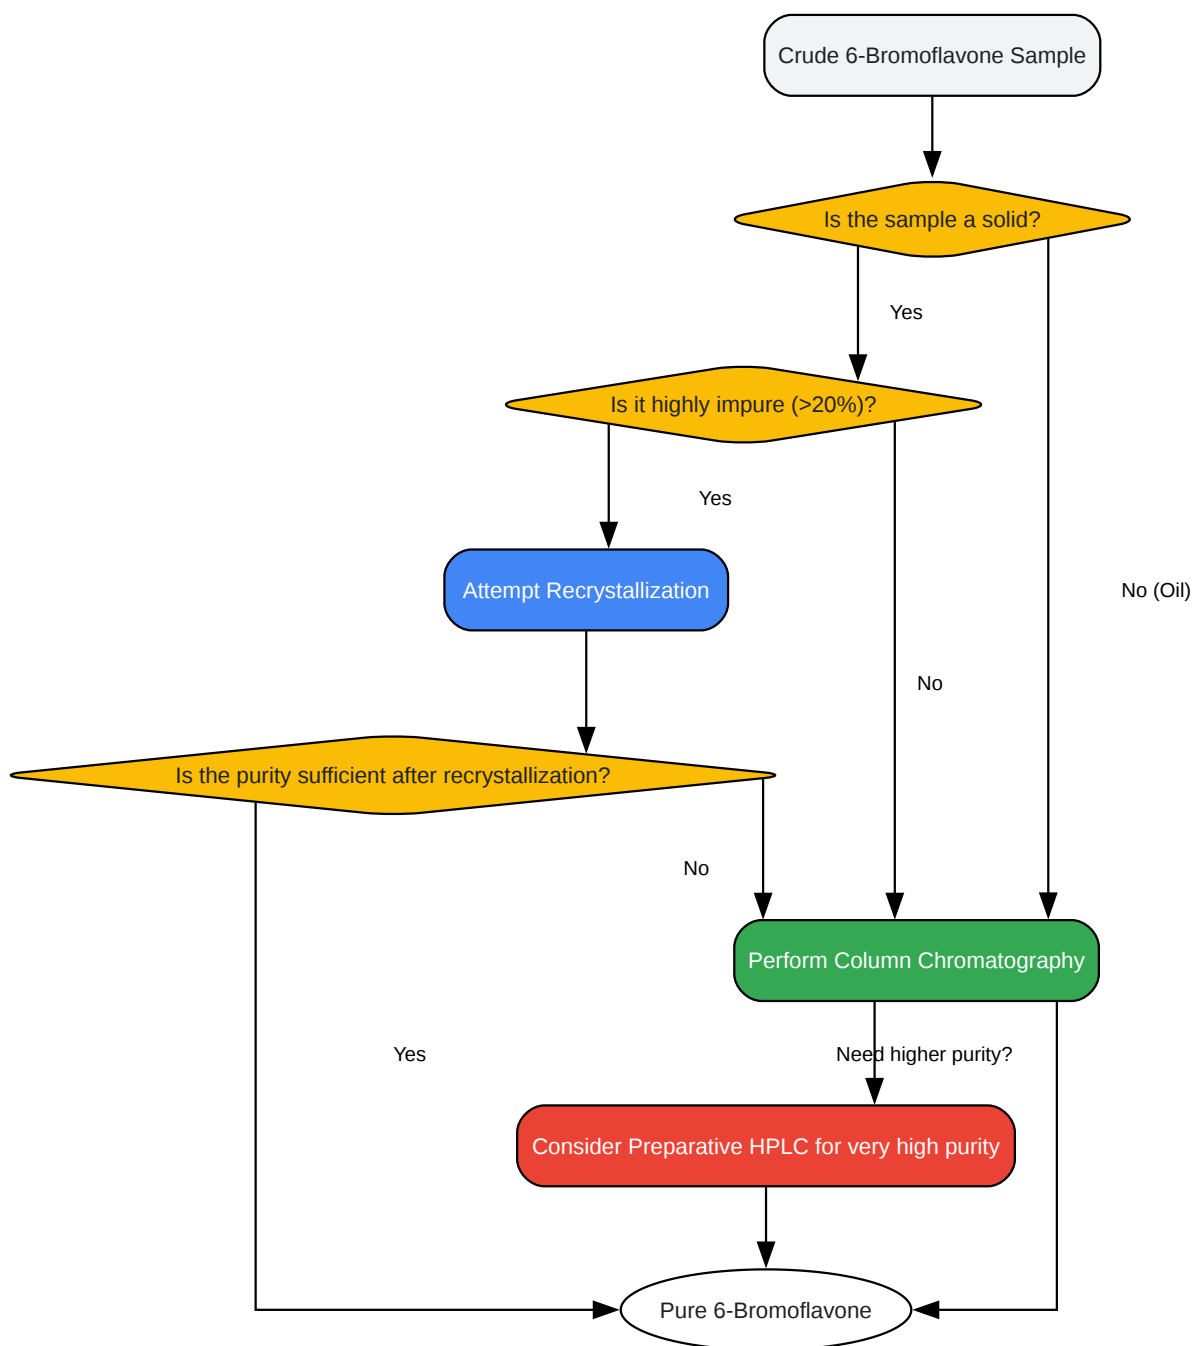 Crude 6-Bromoflavone Sample
Is the sample a solid?
Yes
Is it highly impure (>20%)?
Yes
Attempt Recrystallization
No (Oil)
No
Is the purity sufficient after recrystallization?
No
Perform Column Chromatography
Yes
Need higher purity?
Consider Preparative HPLC for very high purity
Pure 6-Bromoflavone